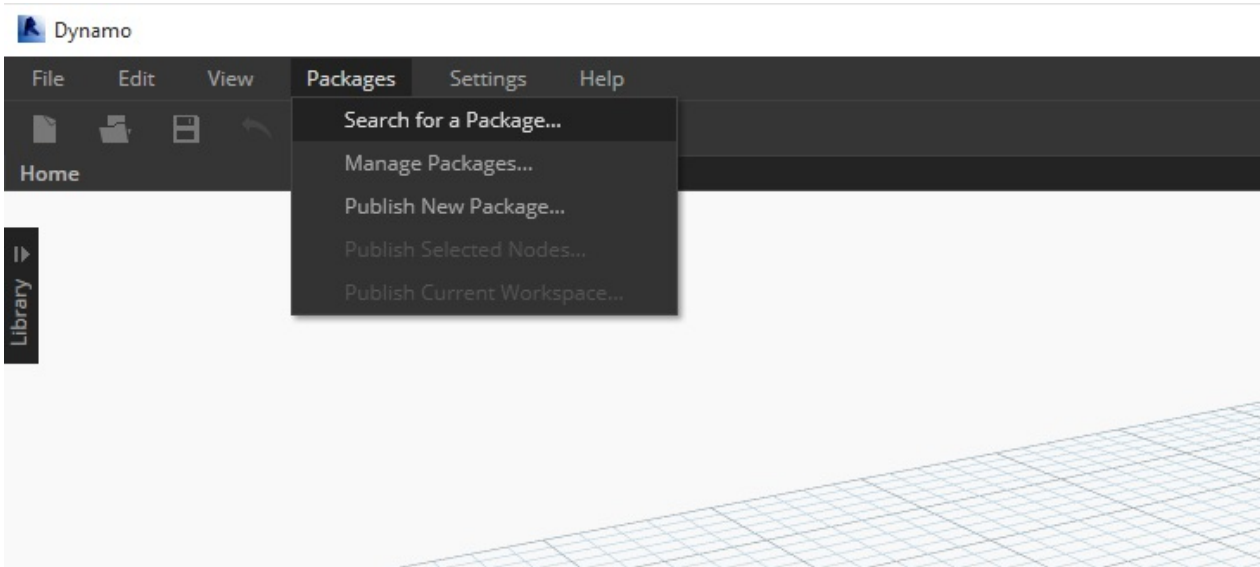 Dynamo
File Edit View Packages Settings Help
Search for a Package...
Manage Packages...
Home
Publish New Package...
Publish Selected Nodes...
Publish Current Workspace...
Library